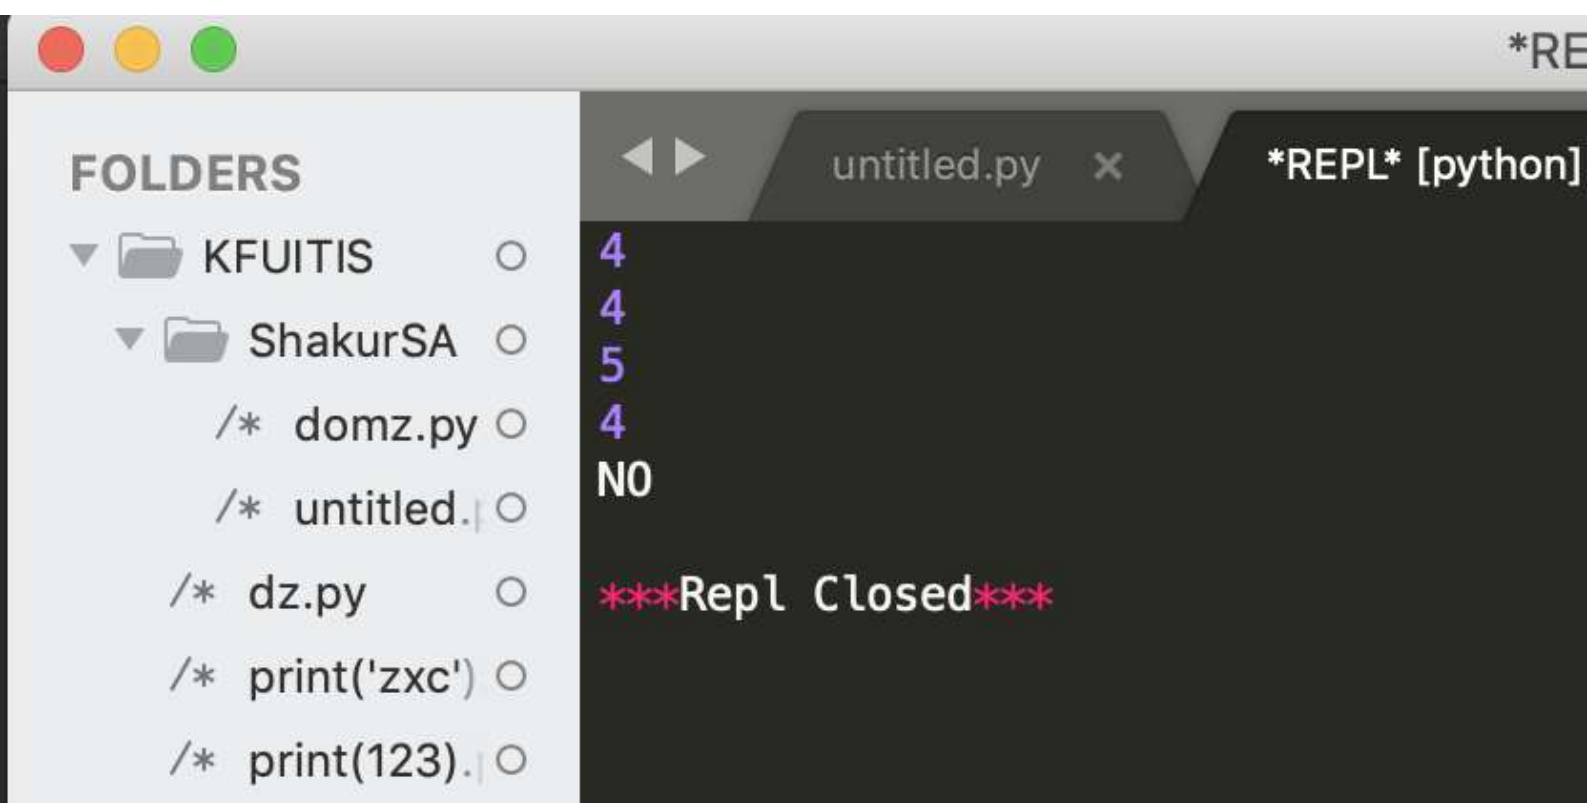 *RE
FOLDERS
KFUITIS
ShakurSA
/* domz.py
/* untitled.
/* dz.py
/* print('zxc')
/* print(123).
untitled.py
*REPL* [python]
4
4
5
4
NO
***Repl Closed***